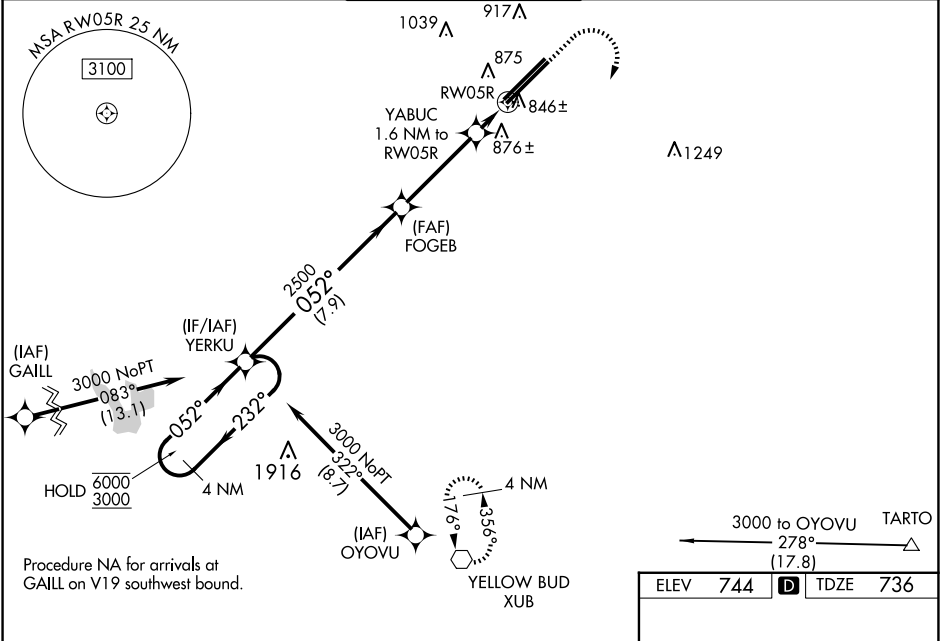 MSA RW05R 25 NM
3100
1039
917
875
RW05R
846±
YABUC
1.6 NM to
RW05R
876±
1249
(FAF)
FOGEB
2500
052°
(7.9)
(IF/IAF)
YERKU
(IAF)
GAILL
3000 NoPT
083°
(13.1)
052°
232°
HOLD 6000
3000
4 NM
1916
3000 NoPT
322°
(8.7)
(IAF)
OYOVU
4 NM
176°
356°
YELLOW BUD
XUB
3000 to OYOVU
278°
(17.8)
TARTO
Procedure NA for arrivals at
GAILL on V19 southwest bound.
ELEV 744 D TDZE 736